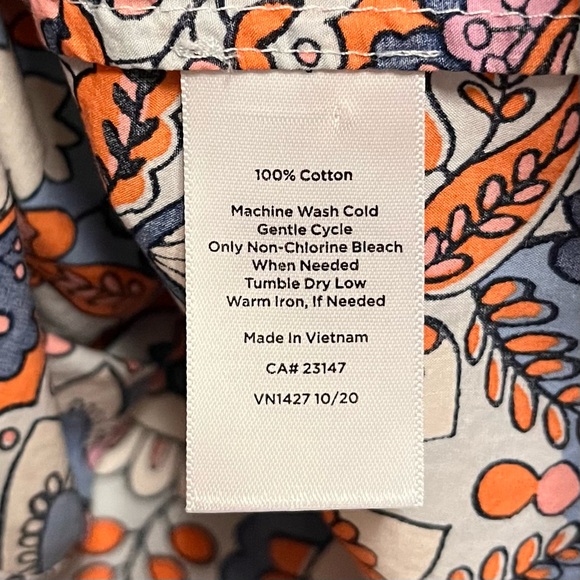 100% Cotton
Machine Wash Cold
Gentle Cycle
Only Non-Chlorine Bleach
When Needed
Tumble Dry Low
Warm Iron, If Needed
Made In Vietnam
CA# 23147
VN1427 10/20